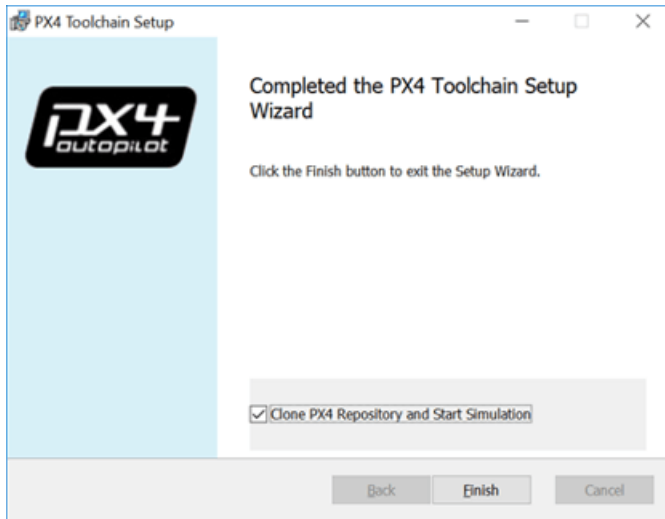 PX4 Toolchain Setup
px4
autopilot
Completed the PX4 Toolchain Setup
Wizard
Click the Finish button to exit the Setup Wizard.
Clone PX4 Repository and Start Simulation
Back
Finish
Cancel